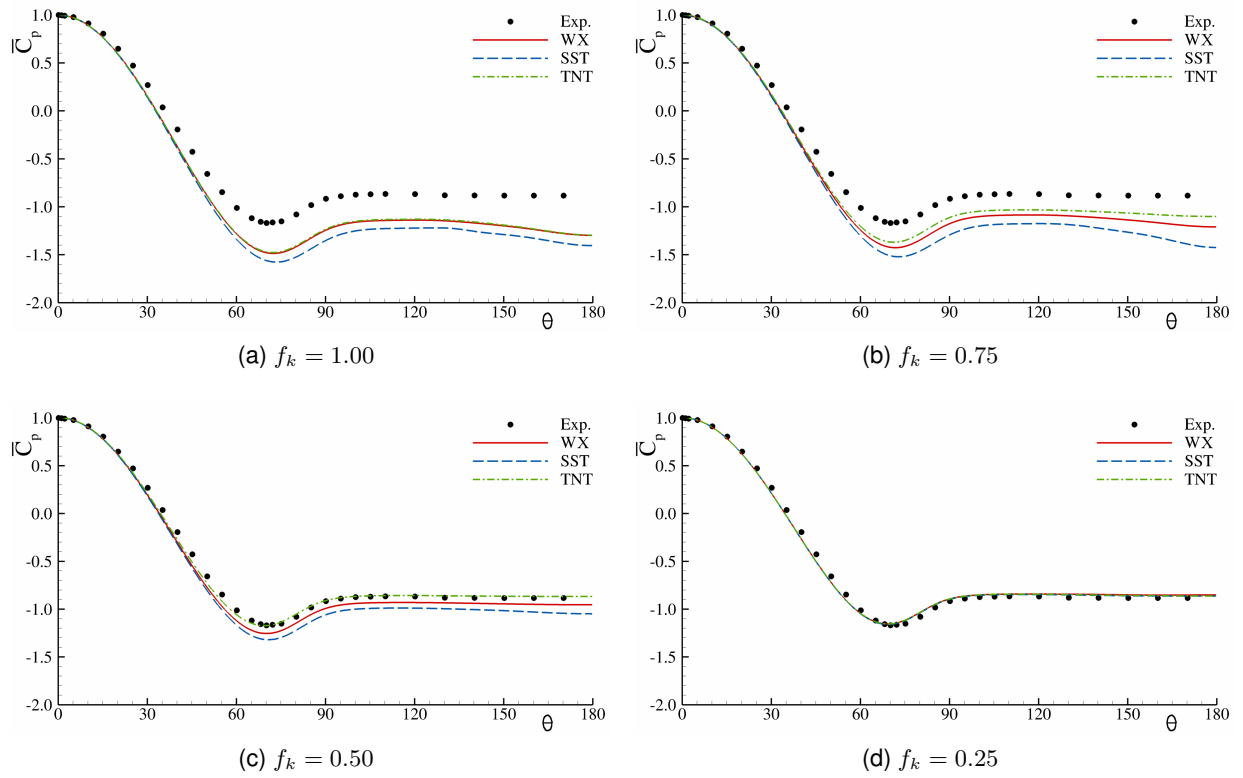 1.0
0.5
0.0
-0.5
-1.0
-1.5
-2.0
C̅p
0
30
60
90
120
150
180
θ
Exp.
WX
SST
TNT
(a) fk = 1.00
1.0
0.5
0.0
-0.5
-1.0
-1.5
-2.0
C̅p
0
30
60
90
120
150
180
θ
Exp.
WX
SST
TNT
(b) fk = 0.75
1.0
0.5
0.0
-0.5
-1.0
-1.5
-2.0
C̅p
0
30
60
90
120
150
180
θ
Exp.
WX
SST
TNT
(c) fk = 0.50
1.0
0.5
0.0
-0.5
-1.0
-1.5
-2.0
C̅p
0
30
60
90
120
150
180
θ
Exp.
WX
SST
TNT
(d) fk = 0.25